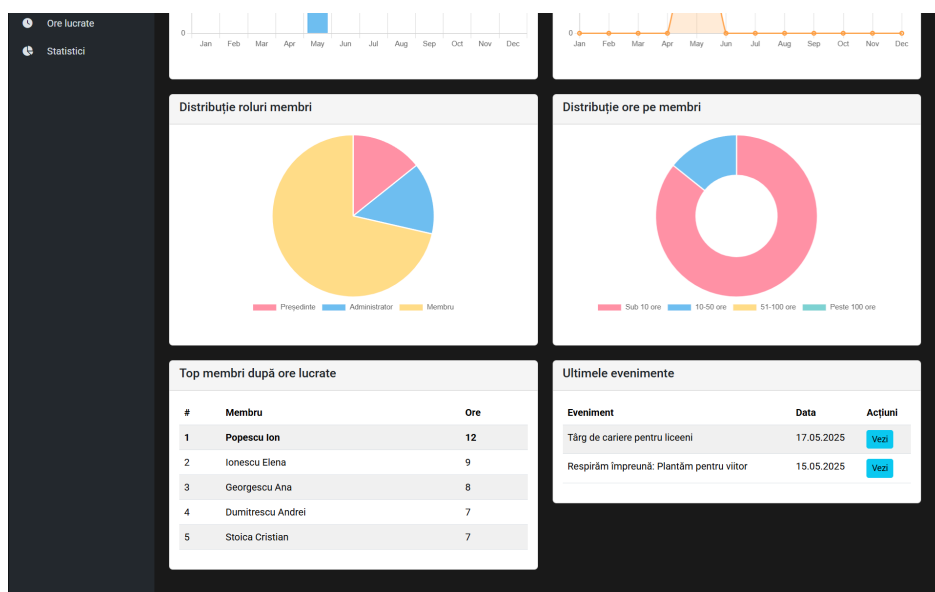 Ore lucrate
Statistici
0
Jan Feb Mar Apr May Jun Jul Aug Sep Oct Nov Dec
0
Jan Feb Mar Apr May Jun Jul Aug Sep Oct Nov Dec
Distribuție roluri membri
Președinte Administrator Membru
Distribuție ore pe membri
Sub 10 ore 10-50 ore 51-100 ore Peste 100 ore
Top membri după ore lucrate
# Membru Ore
1 Popescu Ion 12
2 Ionescu Elena 9
3 Georgescu Ana 8
4 Dumitrescu Andrei 7
5 Stoica Cristian 7
Ultimele evenimente
Eveniment Data Acțiuni
Târg de cariere pentru liceeni 17.05.2025 Vezi
Respirăm împreună: Plantăm pentru viitor 15.05.2025 Vezi